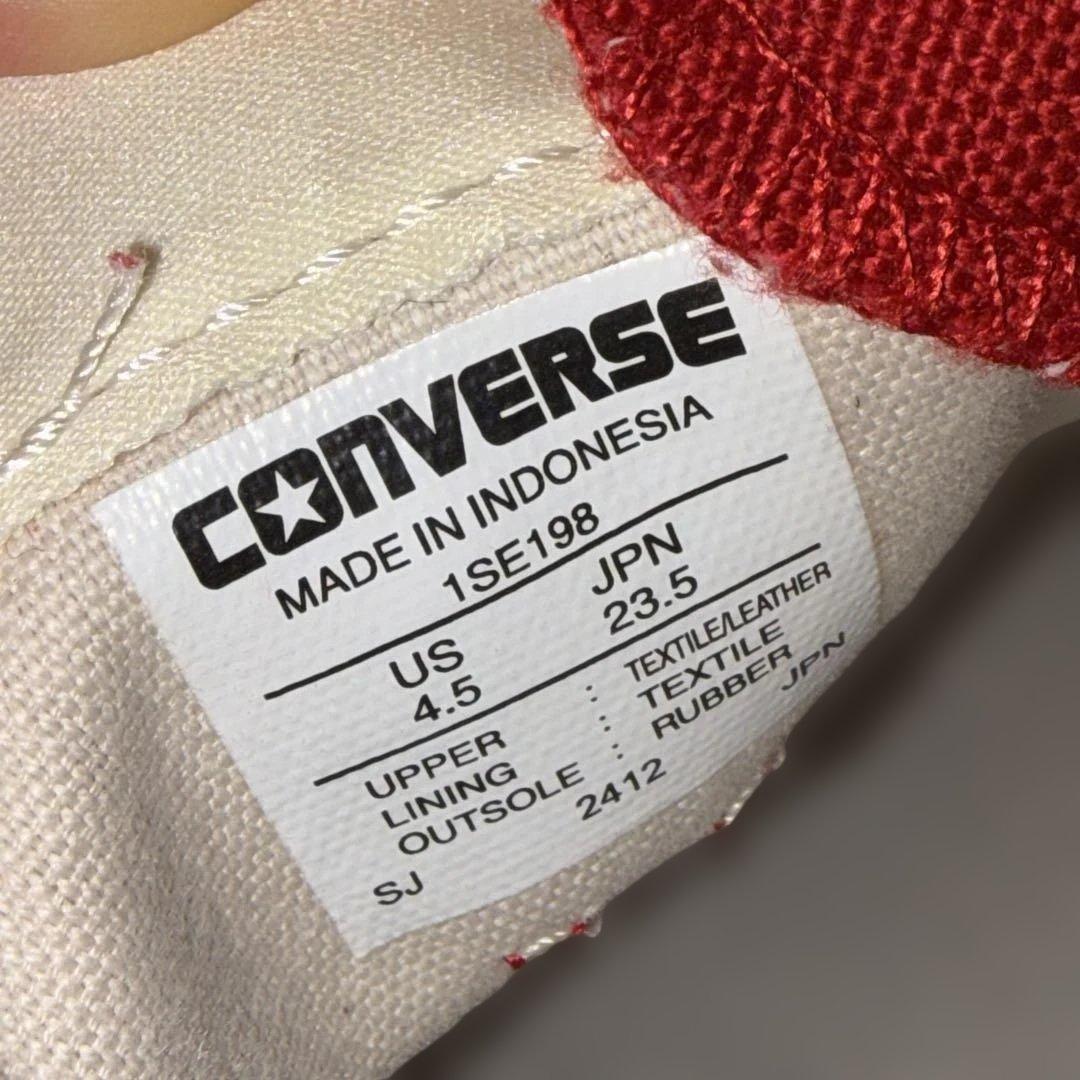 CONVERSE
MADE IN INDONESIA
1SE198
US JPN
4.5 23.5
UPPER : TEXTILE/LEATHER
LINING : TEXTILE
OUTSOLE : RUBBER
2412 JPN
SJ